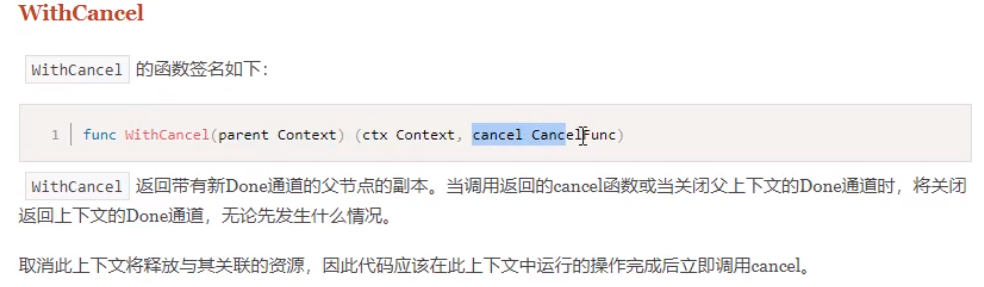 WithCancel
WithCancel 的函数签名如下：
1 func WithCancel(parent Context) (ctx Context, cancel CancelFunc)
WithCancel 返回带有新Done通道的父节点的副本。当调用返回的cancel函数或当关闭父上下文的Done通道时，将关闭
返回上下文的Done通道，无论先发生什么情况。
取消此上下文将释放与其关联的资源，因此代码应该在此上下文中运行的操作完成后立即调用cancel。